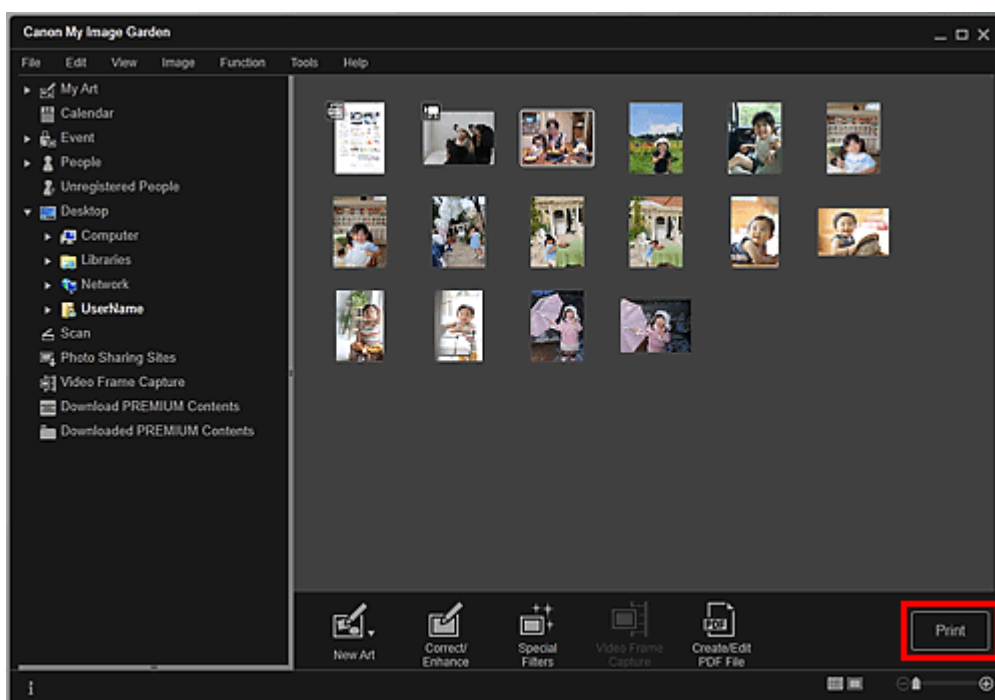 Canon My Image Garden
File Edit View Image Function Tools Help
My Art
Calendar
Event
People
Unregistered People
Desktop
Computer
Libraries
Network
UserName
Scan
Photo Sharing Sites
Video Frame Capture
Download PREMIUM Contents
Downloaded PREMIUM Contents
New Art
Correct/
Enhance
Special
Filters
Video Frame
Capture
PDF
Create/Edit
PDF File
Print